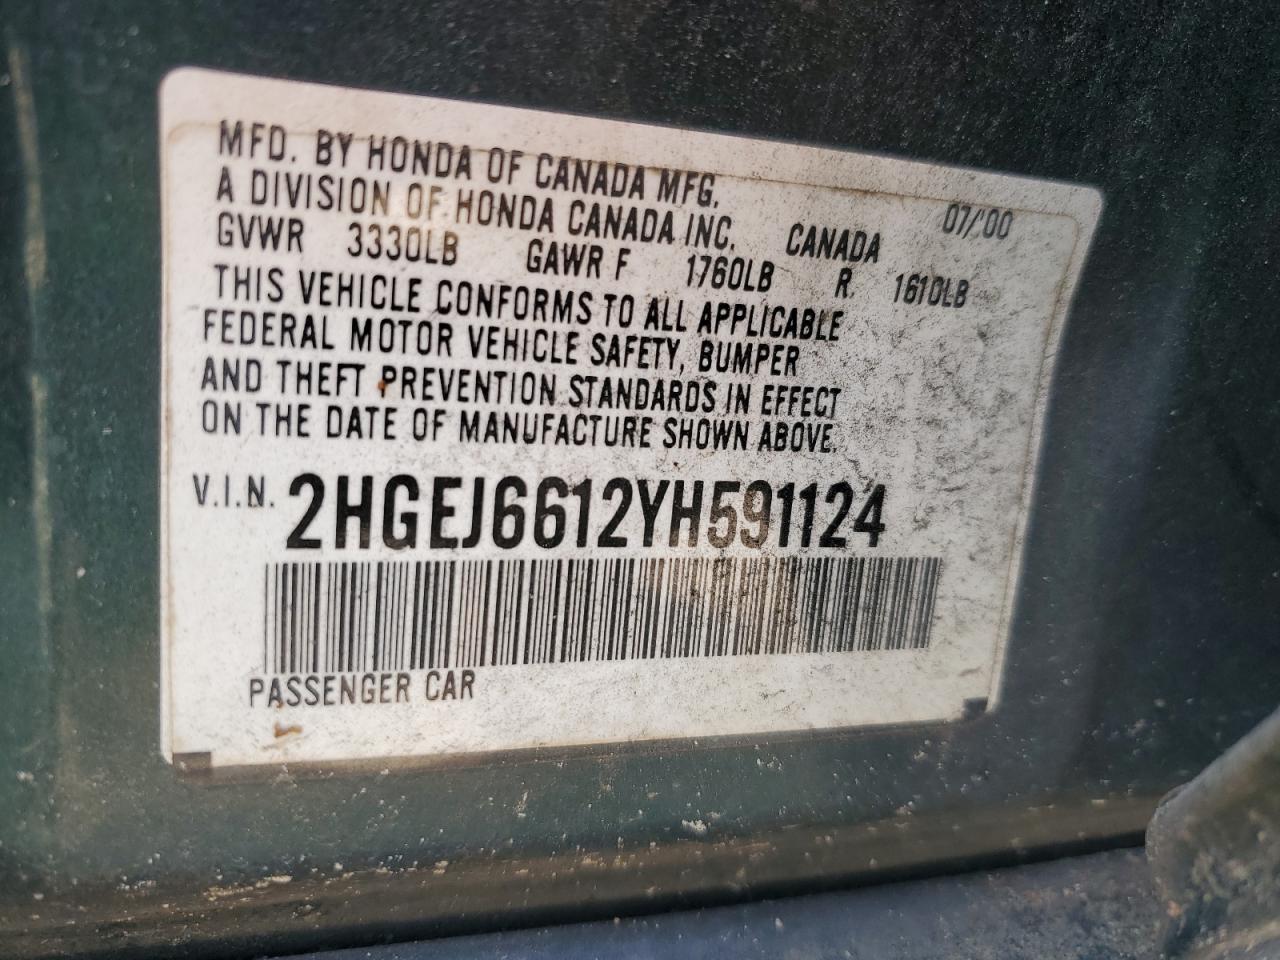 MFD. BY HONDA OF CANADA MFG.
A DIVISION OF HONDA CANADA INC. CANADA 07/'00
GVWR 3330LB GAWR F 1760LB R. 1610LB
THIS VEHICLE CONFORMS TO ALL APPLICABLE
FEDERAL MOTOR VEHICLE SAFETY, BUMPER
AND THEFT PREVENTION STANDARDS IN EFFECT
ON THE DATE OF MANUFACTURE SHOWN ABOVE.
V.I.N. 2HGEJ6612YH591124
PASSENGER CAR